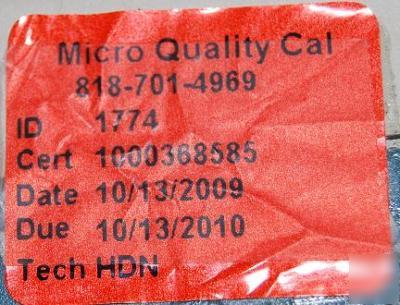 Micro Quality Cal
818-701-4969
ID 1774
Cert 1000368585
Date 10/13/2009
Due 10/13/2010
Tech HDN